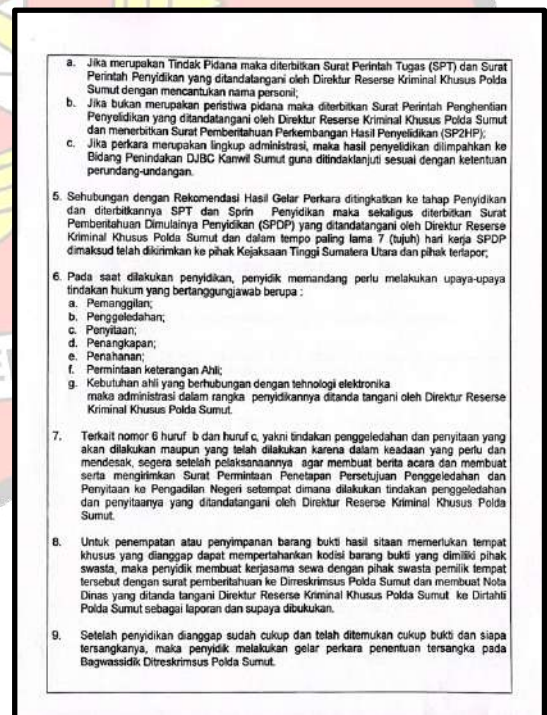 a. Jika merupakan Tindak Pidana maka diterbitkan Surat Perintah Tugas (SPT) dan Surat
Perintah Penyidikan yang ditandatangani oleh Direktur Reserse Kriminal Khusus Polda
Sumut dengan mencantukan nama personil;
b. Jika bukan merupakan peristiwa pidana maka diterbitkan Surat Perintah Penghentian
Penyelidikan yang ditandatangani oleh Direktur Reserse Kriminal Khusus Polda Sumut
dan menerbitkan Surat Pemberitahuan Perkembangan Hasil Penyelidikan (SP2HP);
c. Jika perkara merupakan lingkup administrasi, maka hasil penyelidikan dilimpahkan ke
Bidang Penindakan DJBC Kanwil Sumut guna ditindaklanjuti sesuai dengan ketentuan
perundang-undangan.
5. Sehubungan dengan Rekomendasi Hasil Gelar Perkara ditingkatkan ke tahap Penyidikan
dan diterbitkannya SPT dan Sprin Penyidikan maka sekaligus diterbitkan Surat
Pemberitahuan Dimulainya Penyidikan (SPDP) yang ditandatangani oleh Direktur Reserse
Kriminal Khusus Polda Sumut dan dalam tempo paling lama 7 (tujuh) hari kerja SPDP
dimaksud telah dikirimkan ke pihak Kejaksaan Tinggi Sumatera Utara dan pihak terlapor;
6. Pada saat dilakukan penyidikan, penyidik memandang perlu melakukan upaya-upaya
tindakan hukum yang bertanggungjawab berupa :
a. Pemanggilan;
b. Penggeledahan;
c. Penyitaan;
d. Penangkapan;
e. Penahanan;
f. Permintaan keterangan Ahli;
g. Kebutuhan ahli yang berhubungan dengan tehnologi elektronika
maka administrasi dalam rangka penyidikannya ditanda tangani oleh Direktur Reserse
Kriminal Khusus Polda Sumut.
7. Terkait nomor 6 huruf b dan huruf c, yakni tindakan penggeledahan dan penyitaan yang
akan dilakukan maupun yang telah dilakukan karena dalam keadaan yang perlu dan
mendesak, segera setelah pelaksanaannya agar membuat berita acara dan membuat
serta mengirimkan Surat Permintaan Penetapan Persetujuan Penggeledahan dan
Penyitaan ke Pengadilan Negeri setempat dimana dilakukan tindakan penggeledahan
dan penyitaanya yang ditandatangani oleh Direktur Reserse Kriminal Khusus Polda
Sumut.
8. Untuk penempatan atau penyimpanan barang bukti hasil sitaan memerlukan tempat
khusus yang dianggap dapat mempertahankan kodisi barang bukti yang dimiliki pihak
swasta, maka penyidik membuat kerjasama sewa dengan pihak swasta pemilik tempat
tersebut dengan surat pemberitahuan ke Dirreskrimsus Polda Sumut dan membuat Nota
Dinas yang ditanda tangani Direktur Reserse Kriminal Khusus Polda Sumut ke Dirtahti
Polda Sumut sebagai laporan dan supaya dibukukan.
9. Setelah penyidikan dianggap sudah cukup dan telah ditemukan cukup bukti dan siapa
tersangkanya, maka penyidik melakukan gelar perkara penentuan tersangka pada
Bagwassidik Ditreskrimsus Polda Sumut.